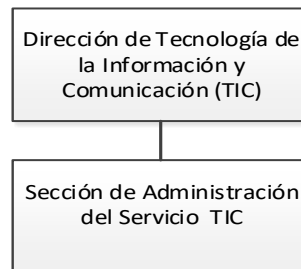 Dirección de Tecnología de
la Información y
Comunicación (TIC)
Sección de Administración
del Servicio TIC